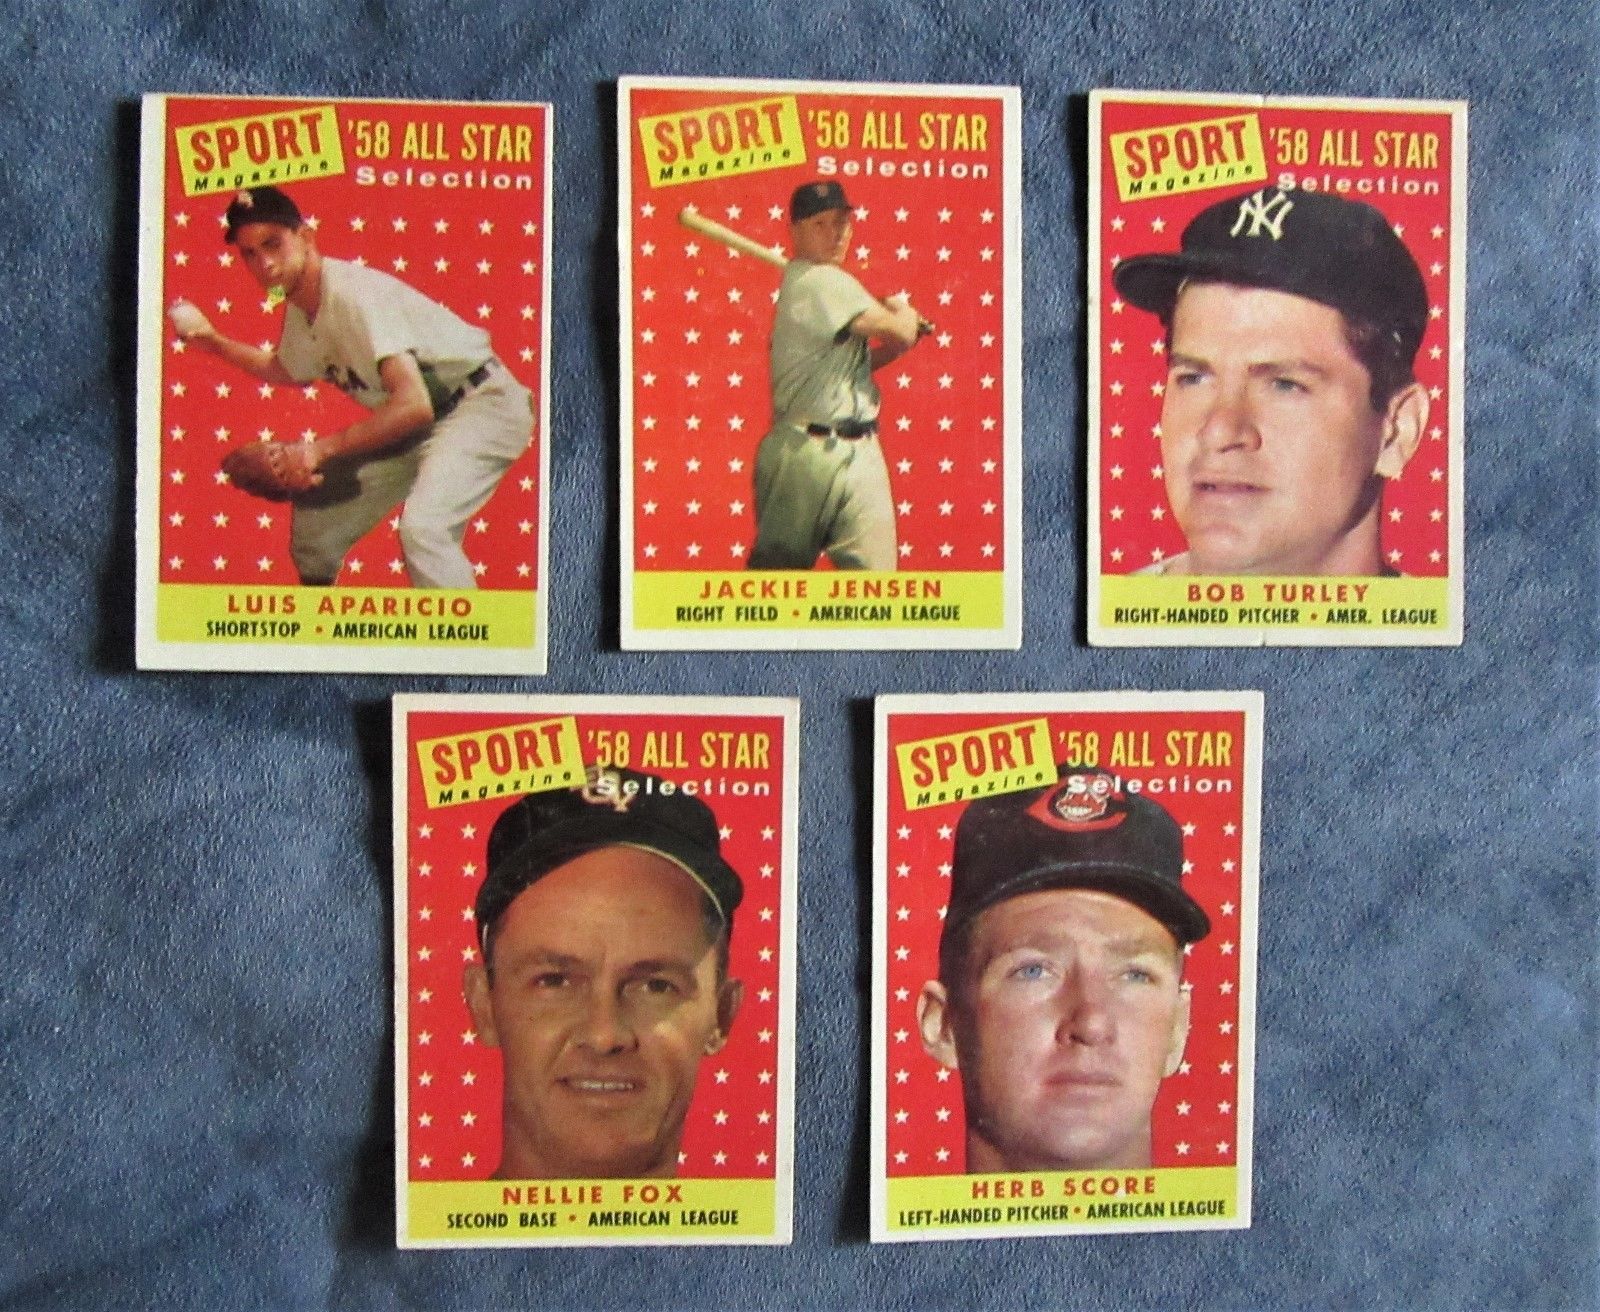 SPORT
Magazine
'58 ALL STAR
Selection
LUIS APARICIO
SHORTSTOP • AMERICAN LEAGUE
SPORT
Magazine
'58 ALL STAR
Selection
JACKIE JENSEN
RIGHT FIELD • AMERICAN LEAGUE
SPORT
Magazine
'58 ALL STAR
Selection
NY
BOB TURLEY
RIGHT-HANDED PITCHER • AMER. LEAGUE
SPORT
Magazine
'58 ALL STAR
Selection
NELLIE FOX
SECOND BASE • AMERICAN LEAGUE
SPORT
Magazine
'58 ALL STAR
Selection
HERB SCORE
LEFT-HANDED PITCHER • AMERICAN LEAGUE